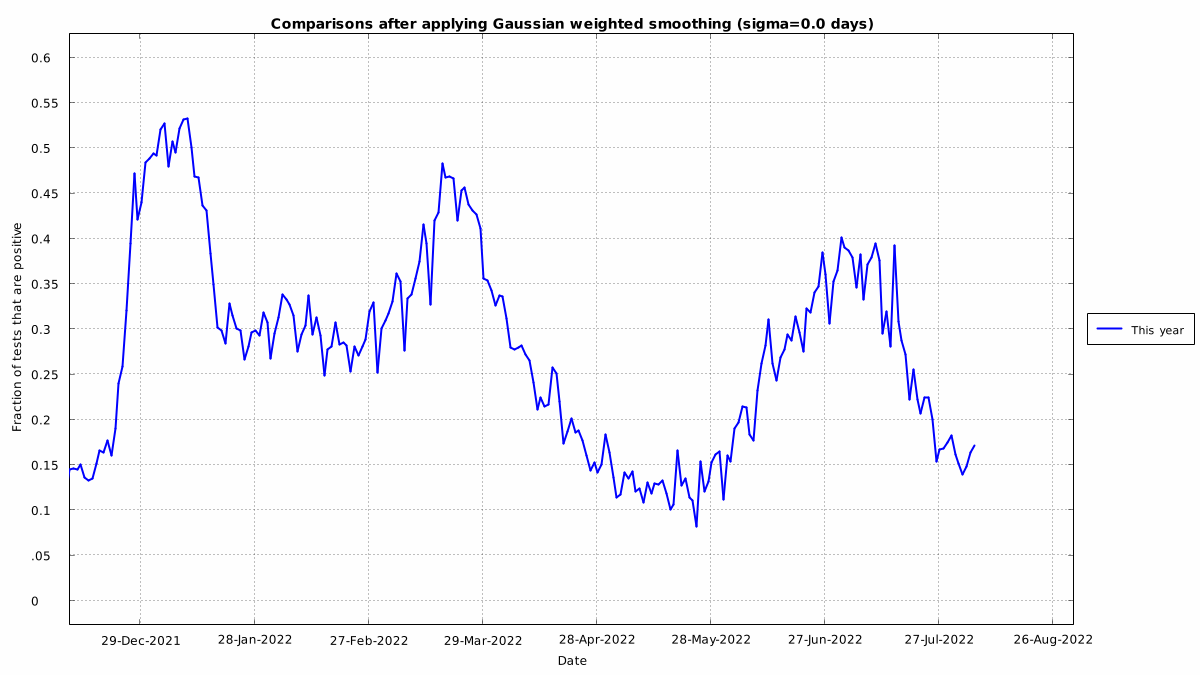 Comparisons after applying Gaussian weighted smoothing (sigma=0.0 days)
0.6
0.55
0.5
0.45
0.4
0.35
0.3
0.25
0.2
0.15
0.1
.05
0
Fraction of tests that are positive
29-Dec-2021 28-Jan-2022 27-Feb-2022 29-Mar-2022 28-Apr-2022 28-May-2022 27-Jun-2022 27-Jul-2022 26-Aug-2022
Date
This year